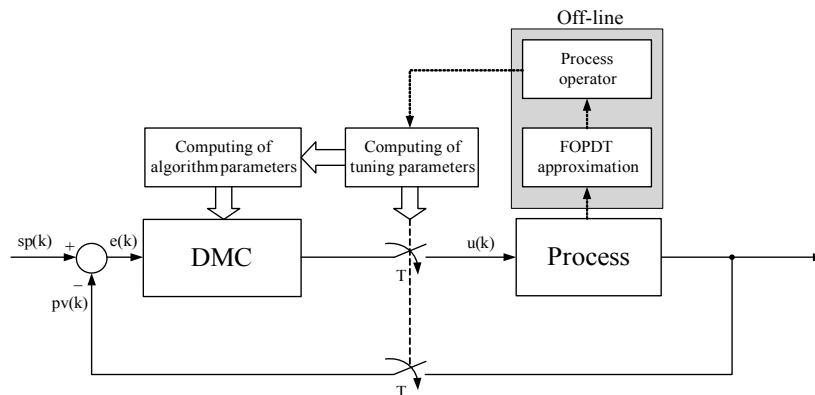 Off-line
Process
operator
Computing of
algorithm parameters
Computing of
tuning parameters
FOPDT
approximation
sp(k)
+
e(k)
−
pv(k)
DMC
T
u(k)
Process
T